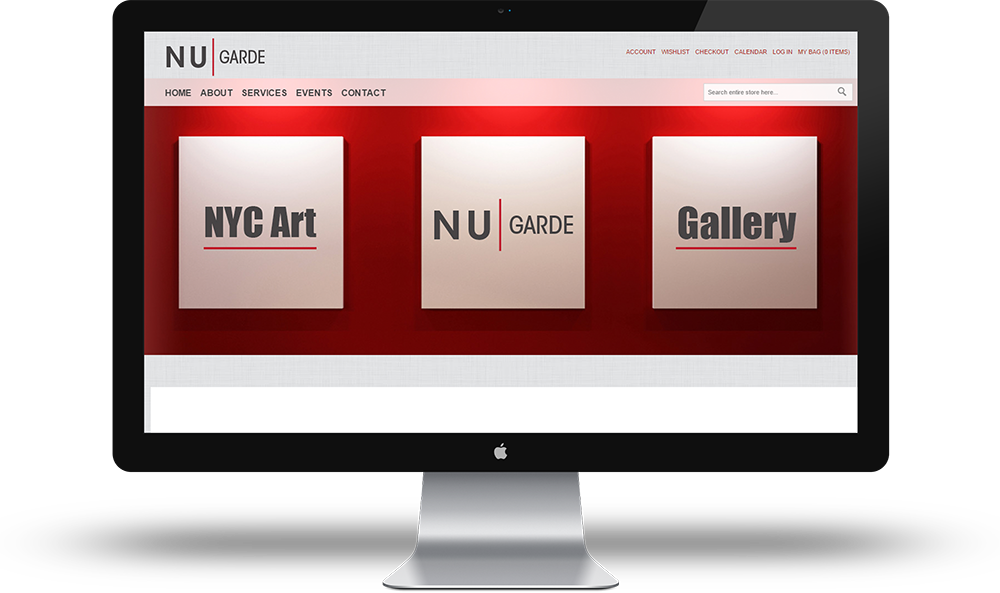 NU GARDE
ACCOUNT WISHLIST CHECKOUT CALENDAR LOG IN MY BAG (0 ITEMS)
HOME ABOUT SERVICES EVENTS CONTACT
Search entire store here...
NYC Art
NU GARDE
Gallery